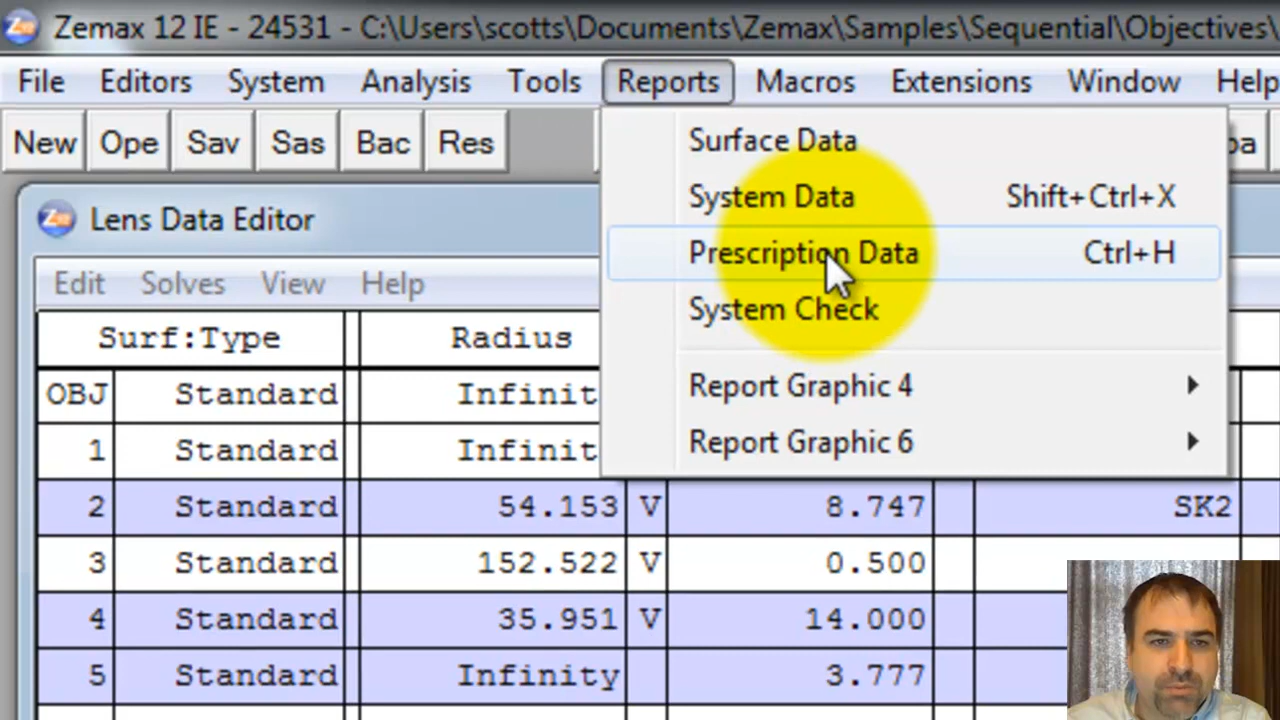 Zemax 12 IE - 24531 - C:\Users\scotts\Documents\Zemax\Samples\Sequential\Objectives\
File Editors System Analysis Tools Reports Macros Extensions Window Help
New Ope Sav Sas Bac Res
Surface Data
System Data Shift+Ctrl+X
Prescription Data Ctrl+H
System Check
Report Graphic 4
Report Graphic 6
Lens Data Editor
Edit Solves View Help
Surf:Type Radius
OBJ Standard Infinit
1 Standard Infinit
2 Standard 54.153 V 8.747 SK2
3 Standard 152.522 V 0.500
4 Standard 35.951 V 14.000
5 Standard Infinity 3.777